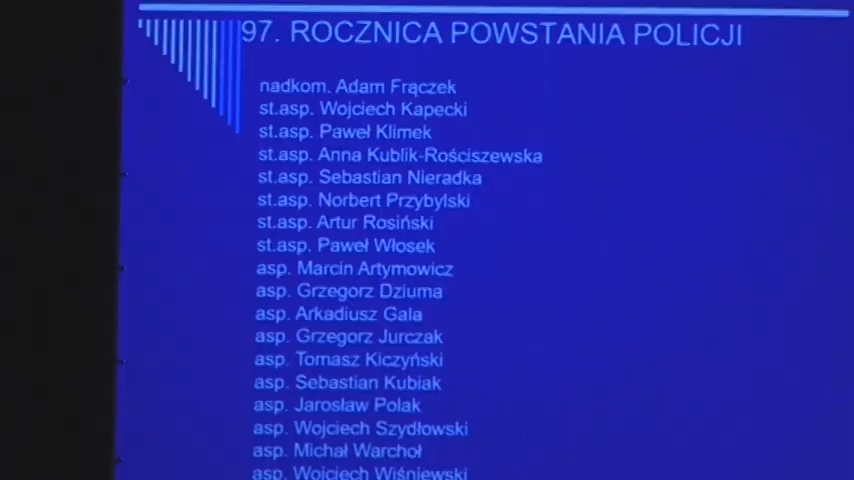 97. ROCZNICA POWSTANIA POLICJI
nadkom. Adam Frączek
st.asp. Wojciech Kapecki
st.asp. Paweł Klimek
st.asp. Anna Kublik-Rościszewska
st.asp. Sebastian Nieradka
st.asp. Norbert Przybylski
st.asp. Artur Rosiński
st.asp. Paweł Włosek
asp. Marcin Artymowicz
asp. Grzegorz Dziuma
asp. Arkadiusz Gala
asp. Grzegorz Jurczak
asp. Tomasz Kiczyński
asp. Sebastian Kubiak
asp. Jarosław Polak
asp. Wojciech Szydłowski
asp. Michał Warchoł
asp. Wojciech Wiśniewski